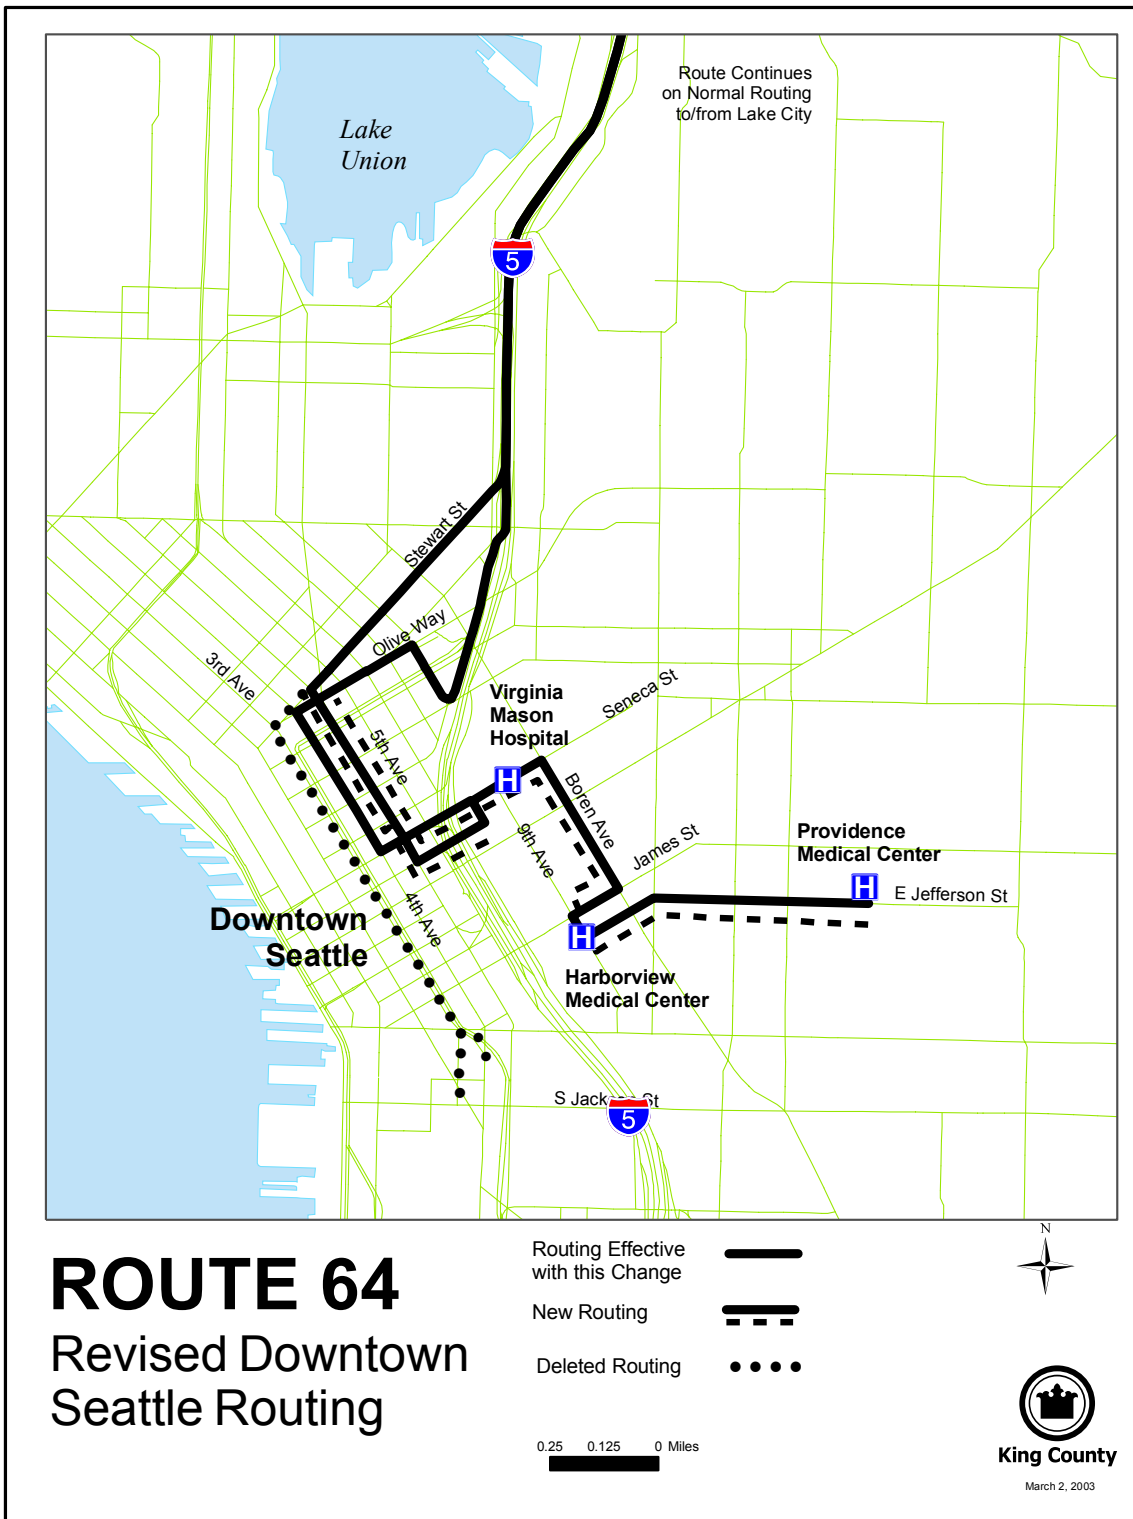 Route Continues
on Normal Routing
to/from Lake City
Lake
Union
5
Stewart St
Olive Way
3rd Ave
5th Ave
Virginia
Mason
Hospital
H
Seneca St
Boren Ave
9th Ave
James St
Providence
Medical Center
H
E Jefferson St
4th Ave
Downtown
Seattle
H
Harborview
Medical Center
S Jackson St
5
ROUTE 64
Revised Downtown
Seattle Routing
Routing Effective
with this Change
New Routing
Deleted Routing
0.25 0.125 0 Miles
N
King County
March 2, 2003